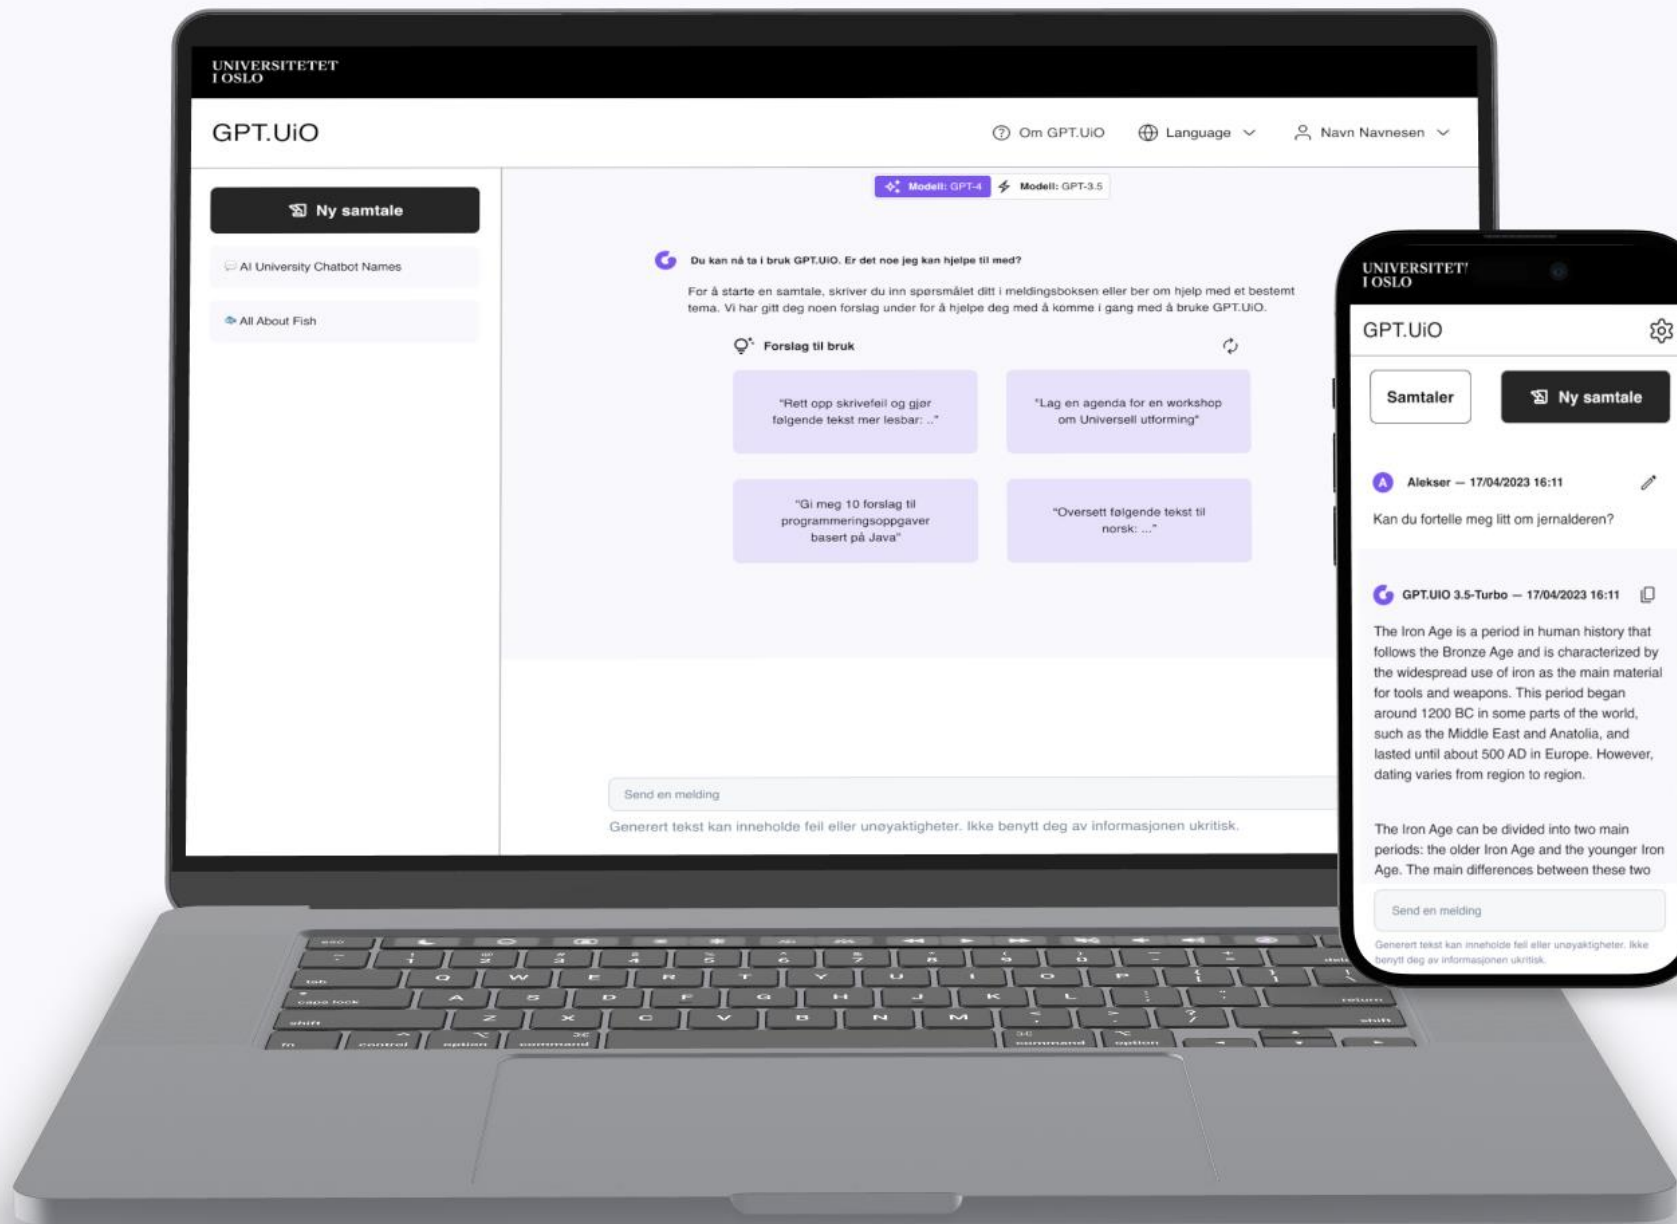 UNIVERSITETET
I OSLO
GPT.UiO
Om GPT.UiO
Language
Navn Navnesen
Ny samtale
AI University Chatbot Names
All About Fish
Modell: GPT-4
Modell: GPT-3.5
Du kan nå ta i bruk GPT.UiO. Er det noe jeg kan hjelpe til med?
For å starte en samtale, skriver du inn spørsmålet ditt i meldingsboksen eller ber om hjelp med et bestemt
tema. Vi har gitt deg noen forslag under for å hjelpe deg med å komme i gang med å bruke GPT.UiO.
Forslag til bruk
"Rett opp skrivefeil og gjør
følgende tekst mer lesbar: .."
"Lag en agenda for en workshop
om Universell utforming"
"Gi meg 10 forslag til
programmeringsoppgaver
basert på Java"
"Oversett følgende tekst til
norsk: ..."
Send en melding
Generert tekst kan inneholde feil eller unøyaktigheter. Ikke benytt deg av informasjonen ukritisk.
UNIVERSITET
I OSLO
GPT.UiO
Samtaler
Ny samtale
A
Alekser — 17/04/2023 16:11
Kan du fortelle meg litt om jernalderen?
GPT.UIO 3.5-Turbo — 17/04/2023 16:11
The Iron Age is a period in human history that
follows the Bronze Age and is characterized by
the widespread use of iron as the main material
for tools and weapons. This period began
around 1200 BC in some parts of the world,
such as the Middle East and Anatolia, and
lasted until about 500 AD in Europe. However,
dating varies from region to region.
The Iron Age can be divided into two main
periods: the older Iron Age and the younger Iron
Age. The main differences between these two
Send en melding
Generert tekst kan inneholde feil eller unøyaktigheter. Ikke
benytt deg av informasjonen ukritisk.
esc
tab
Q W E R T Y U I O P
caps lock
A S D F G H J K L
return
shift
Z X C V B N M
shift
fn
control
option
command
command
option